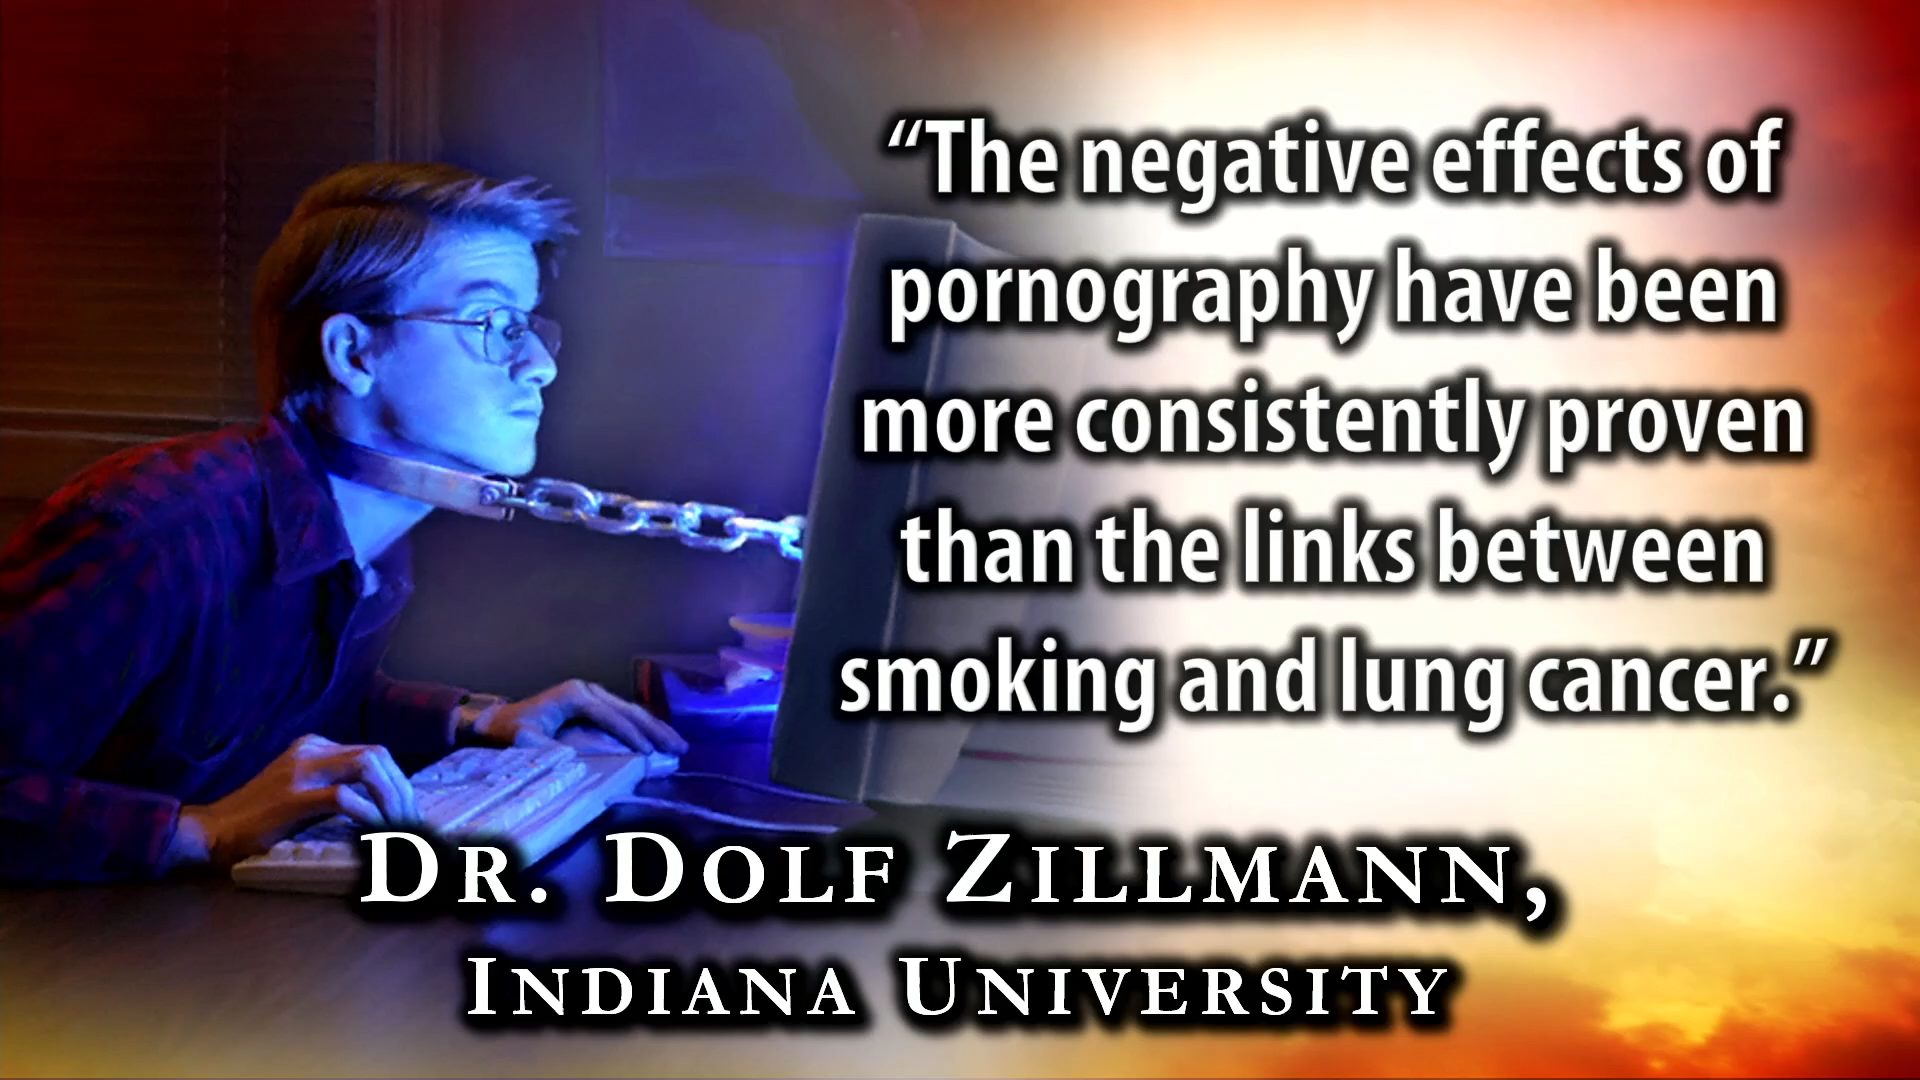 “The negative effects of
pornography have been
more consistently proven
than the links between
smoking and lung cancer.”
Dr. Dolf Zillmann,
Indiana University